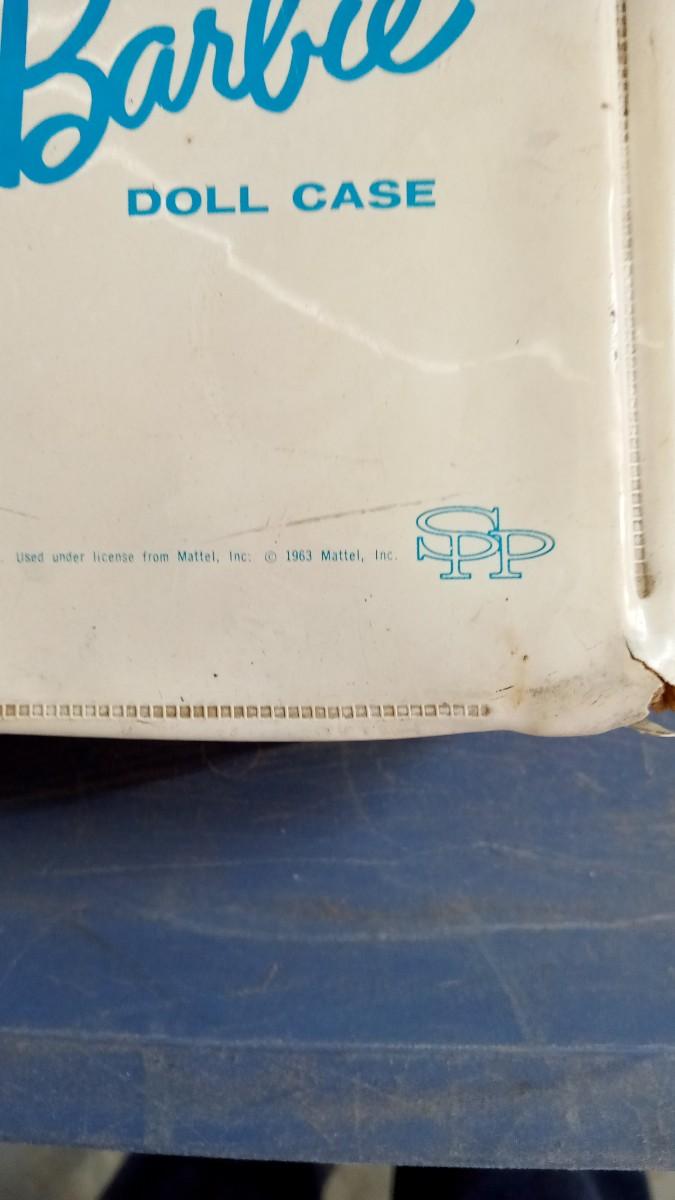 Barbie
DOLL CASE
Used under license from Mattel, Inc. © 1963 Mattel, Inc.
SPP